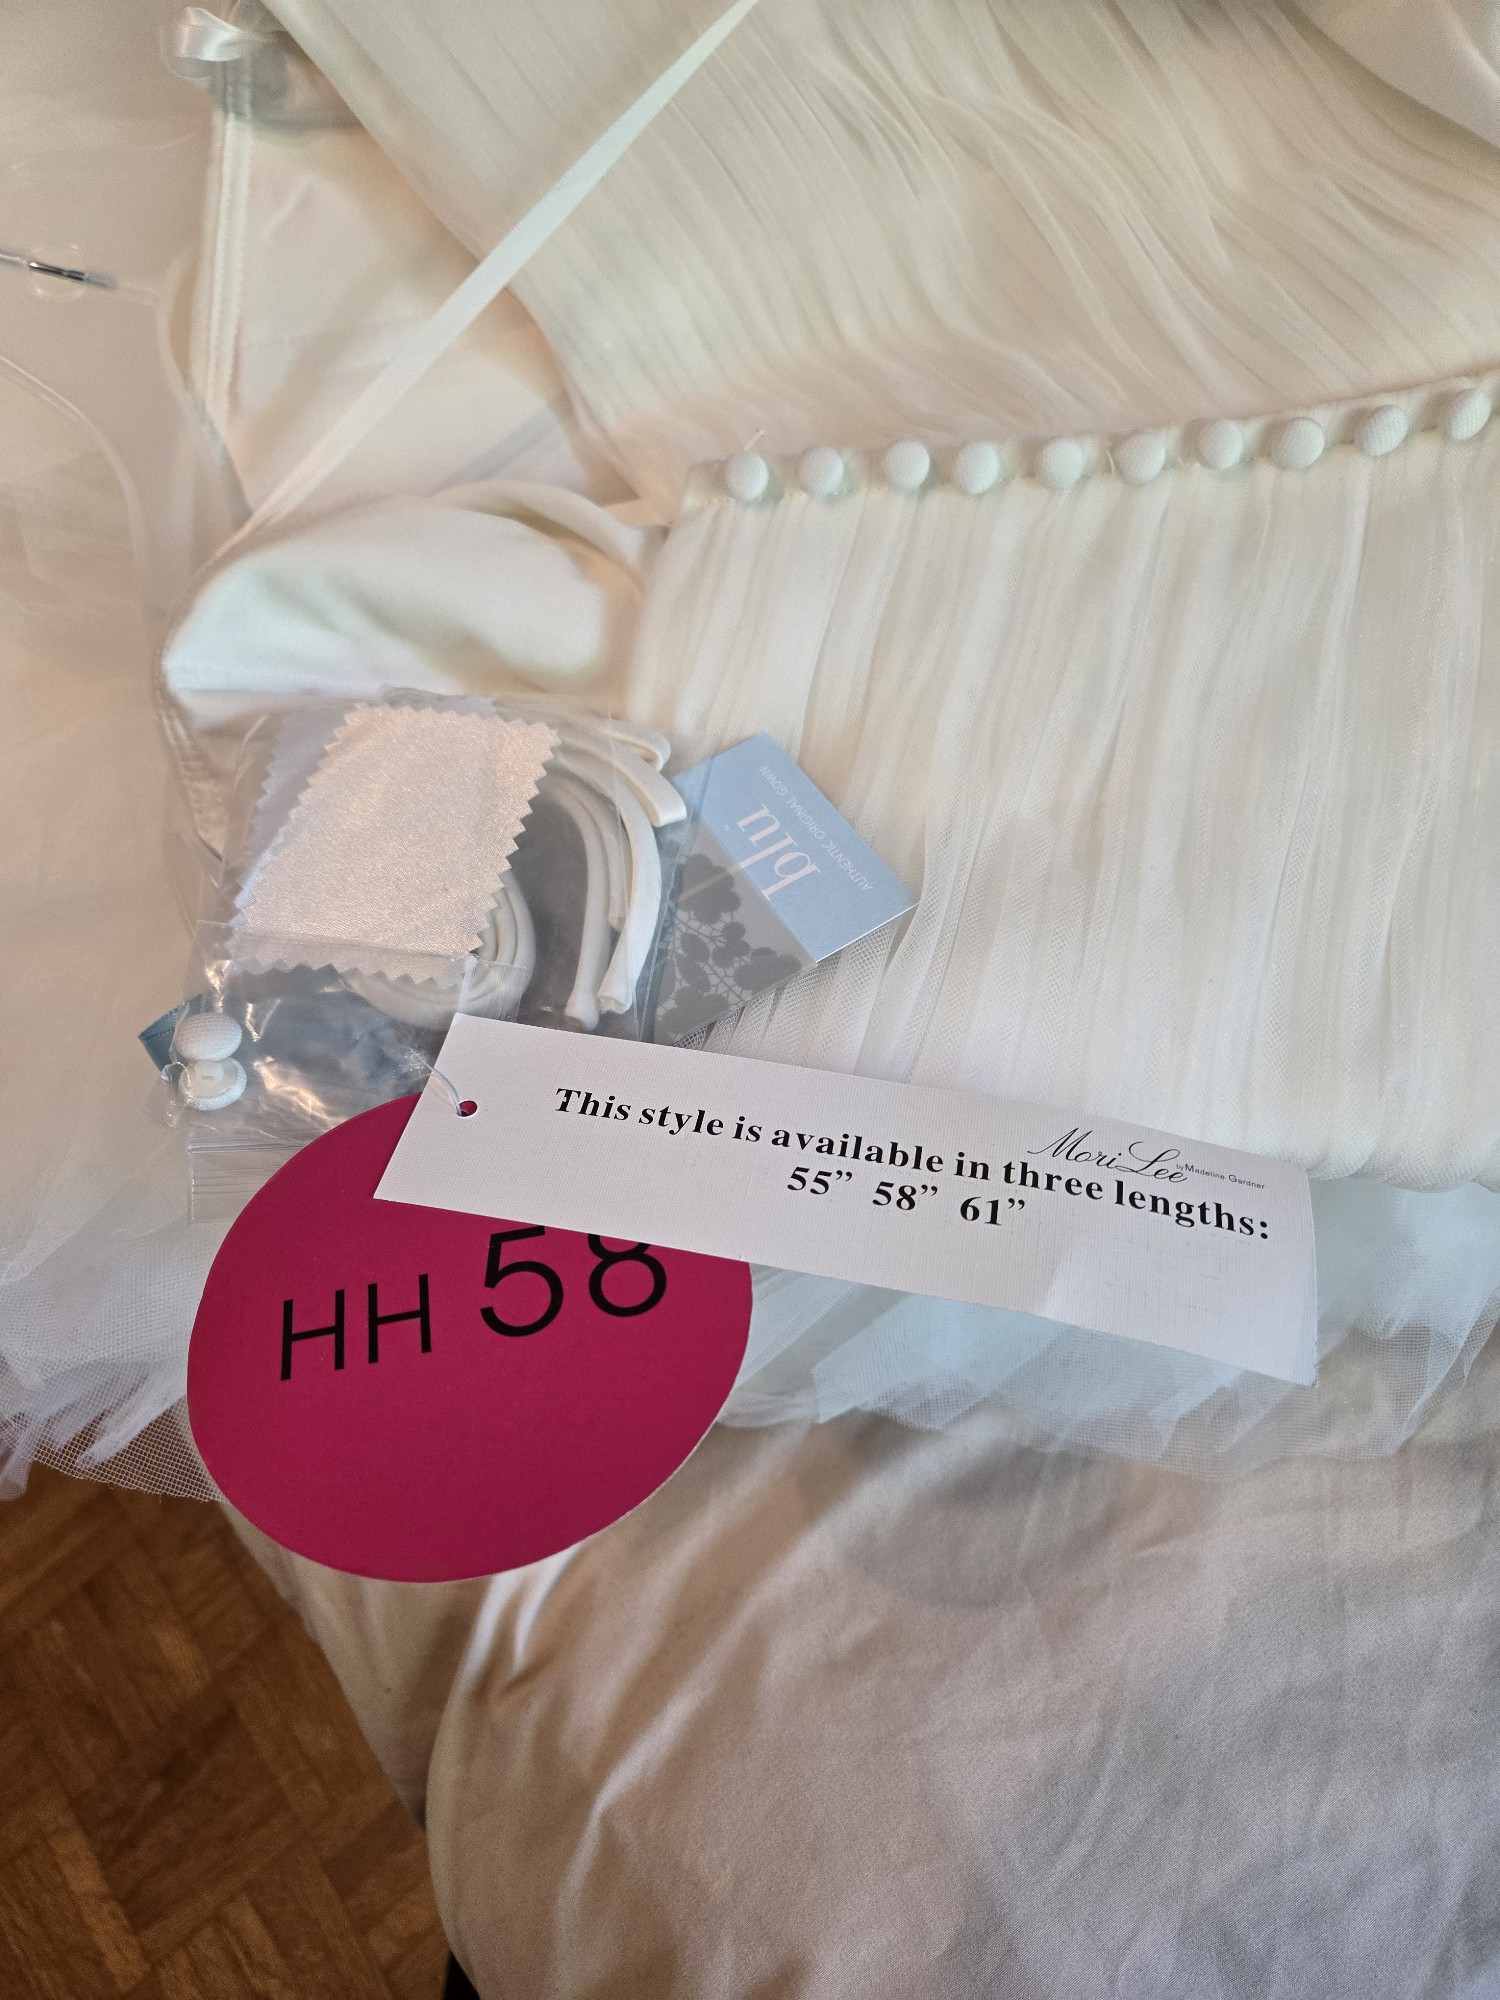 blu
AUTHENTIC ORIGINAL GOWN
Mori Lee
by Madeline Gardner
This style is available in three lengths:
55” 58” 61”
HH 58